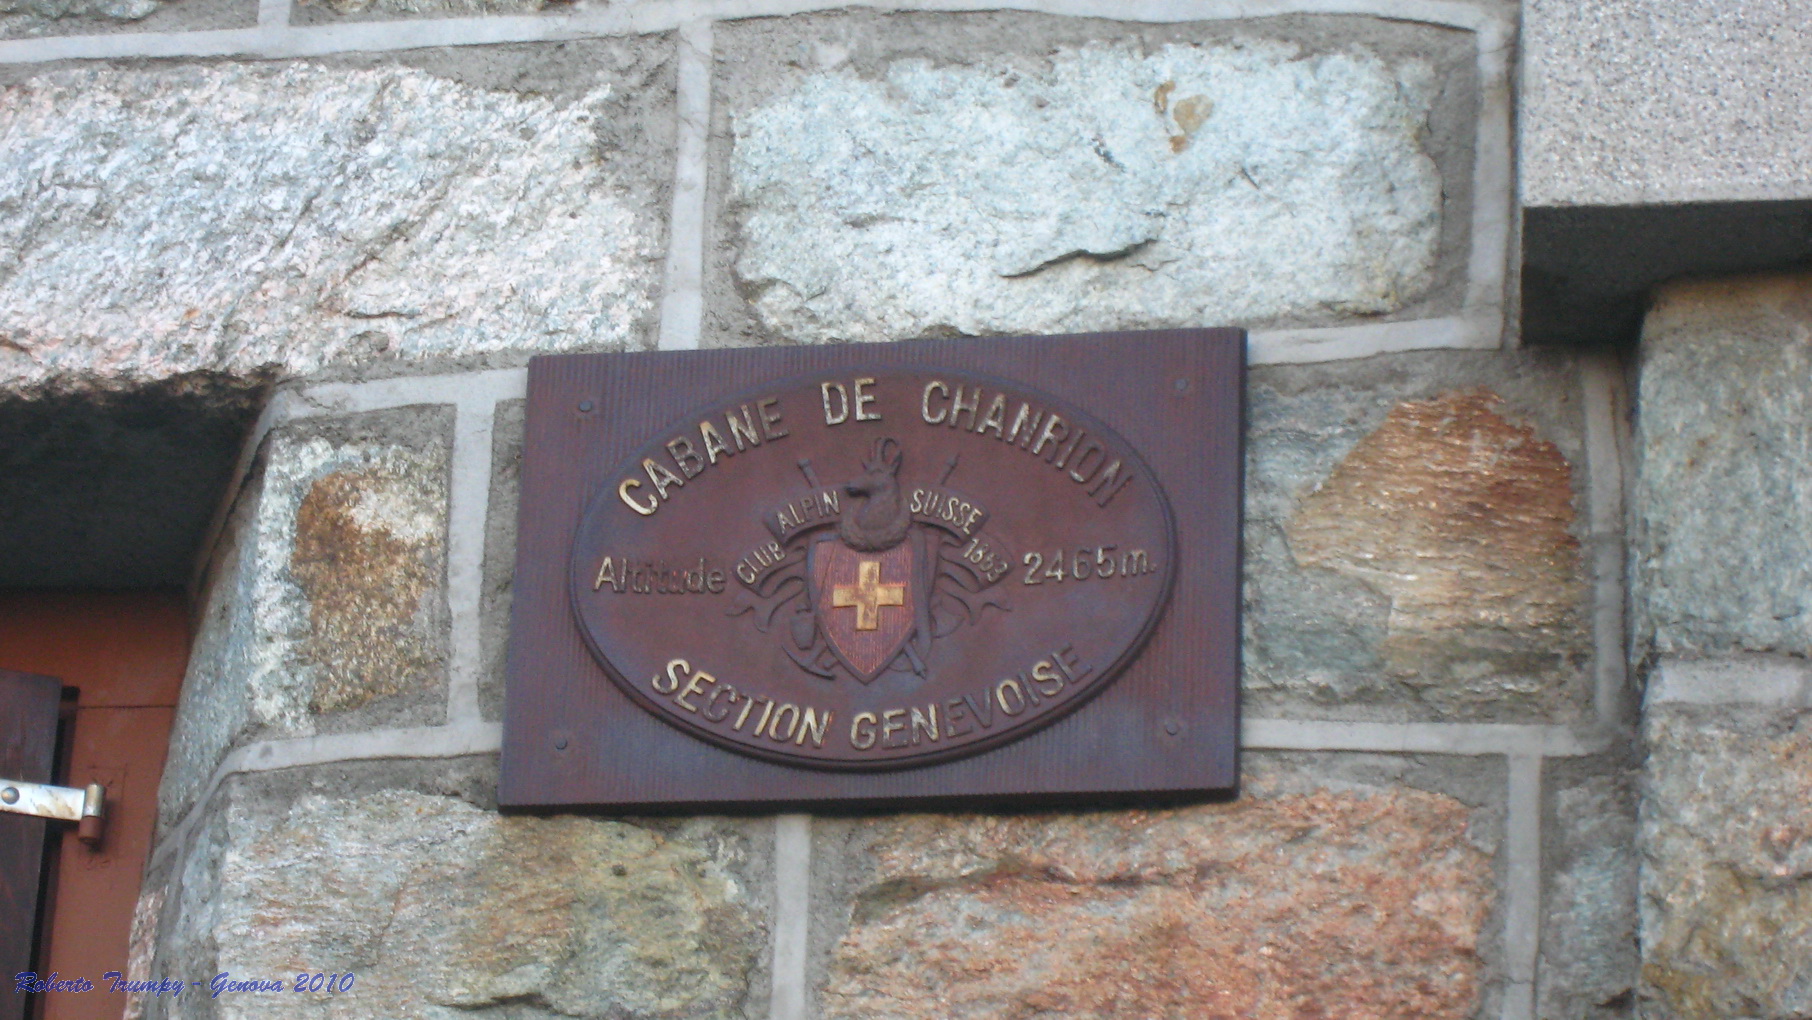 CABANE DE CHANRION
CLUB ALPIN SUISSE 1863
Altitude 2465m.
SECTION GENEVOISE
Roberto Trumpy - Genova 2010